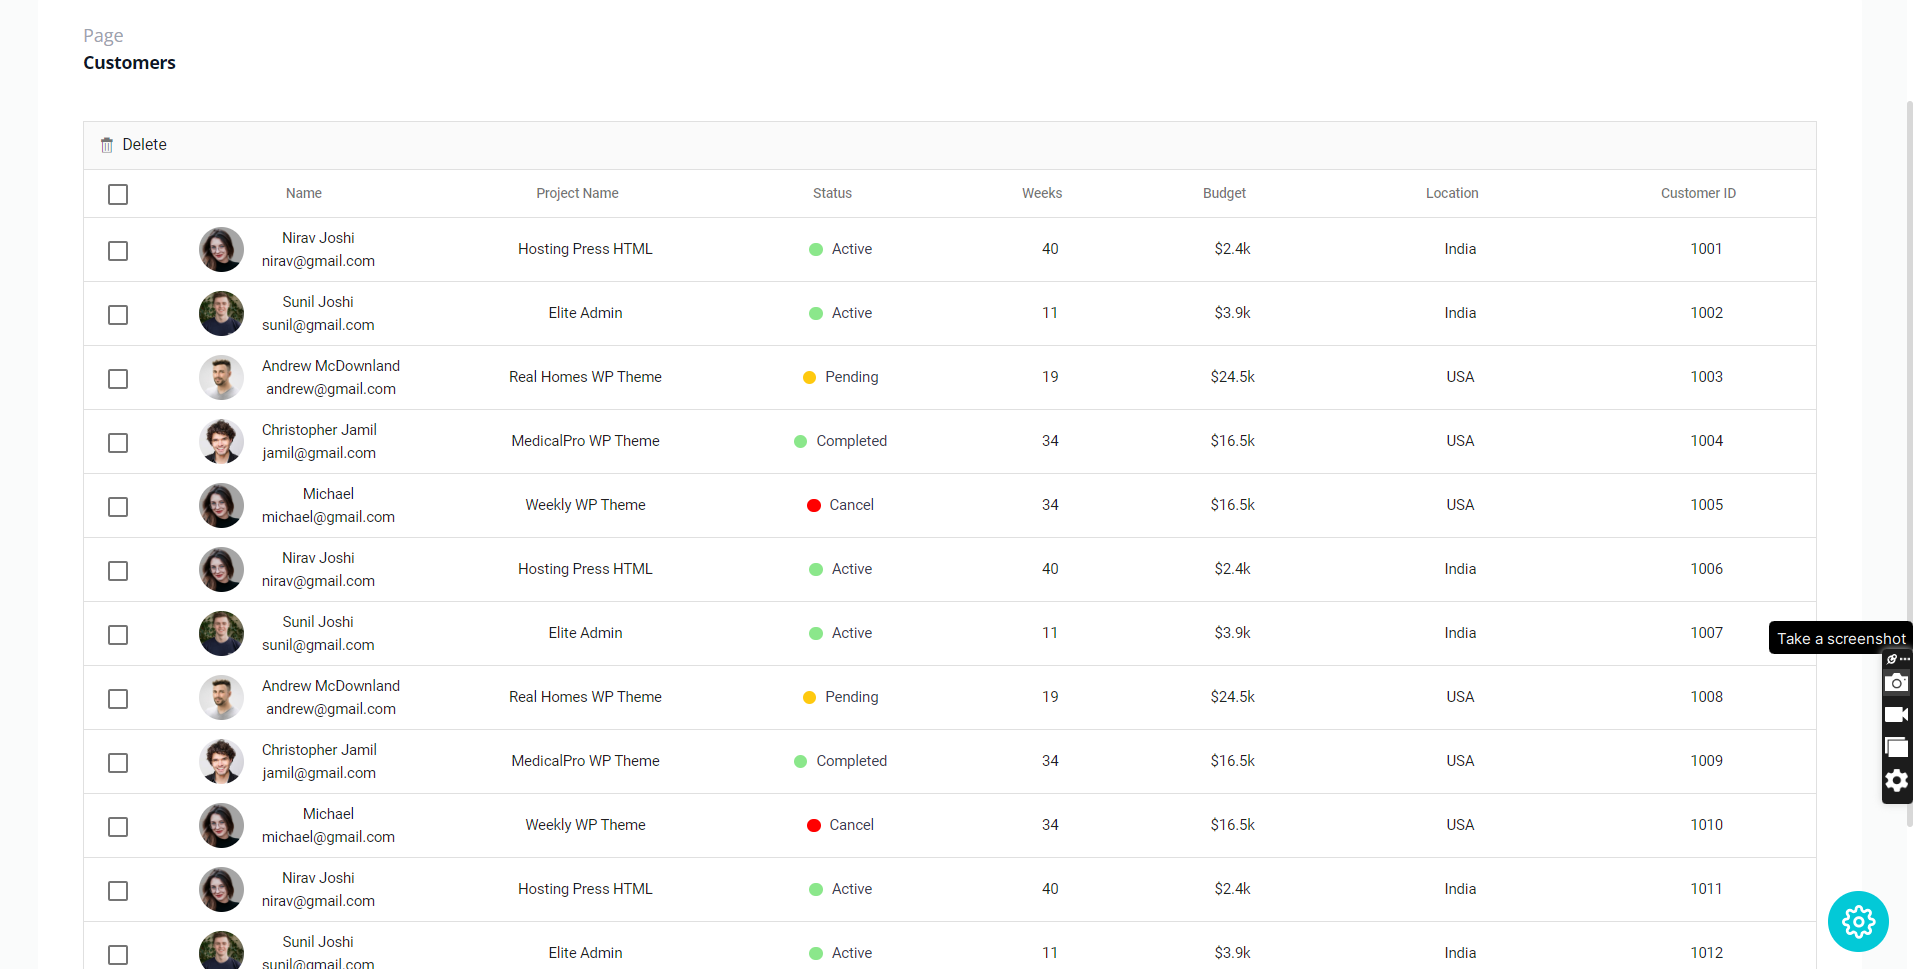 Page
Customers
Delete
Name Project Name Status Weeks Budget Location Customer ID
Nirav Joshi
nirav@gmail.com Hosting Press HTML Active 40 $2.4k India 1001
Sunil Joshi
sunil@gmail.com Elite Admin Active 11 $3.9k India 1002
Andrew McDownland
andrew@gmail.com Real Homes WP Theme Pending 19 $24.5k USA 1003
Christopher Jamil
jamil@gmail.com MedicalPro WP Theme Completed 34 $16.5k USA 1004
Michael
michael@gmail.com Weekly WP Theme Cancel 34 $16.5k USA 1005
Nirav Joshi
nirav@gmail.com Hosting Press HTML Active 40 $2.4k India 1006
Sunil Joshi
sunil@gmail.com Elite Admin Active 11 $3.9k India 1007
Take a screenshot
Andrew McDownland
andrew@gmail.com Real Homes WP Theme Pending 19 $24.5k USA 1008
Christopher Jamil
jamil@gmail.com MedicalPro WP Theme Completed 34 $16.5k USA 1009
Michael
michael@gmail.com Weekly WP Theme Cancel 34 $16.5k USA 1010
Nirav Joshi
nirav@gmail.com Hosting Press HTML Active 40 $2.4k India 1011
Sunil Joshi
sunil@gmail.com Elite Admin Active 11 $3.9k India 1012